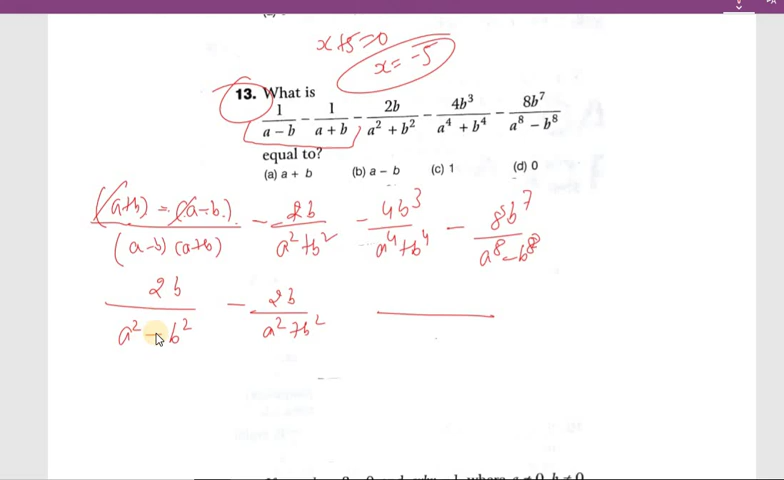 x+5=0
x=-5
13. What is
1/(a − b) − 1/(a + b) − 2b/(a² + b²) − 4b³/(a⁴ + b⁴) − 8b⁷/(a⁸ − b⁸)
equal to?
(a) a + b (b) a − b (c) 1 (d) 0
((a+b) - (a-b))/((a-b)(a+b)) - 2b/(a²+b²) - 4b³/(a⁴+b⁴) - 8b⁷/(a⁸-b⁸)
2b/(a²-b²) - 2b/(a²+b²)